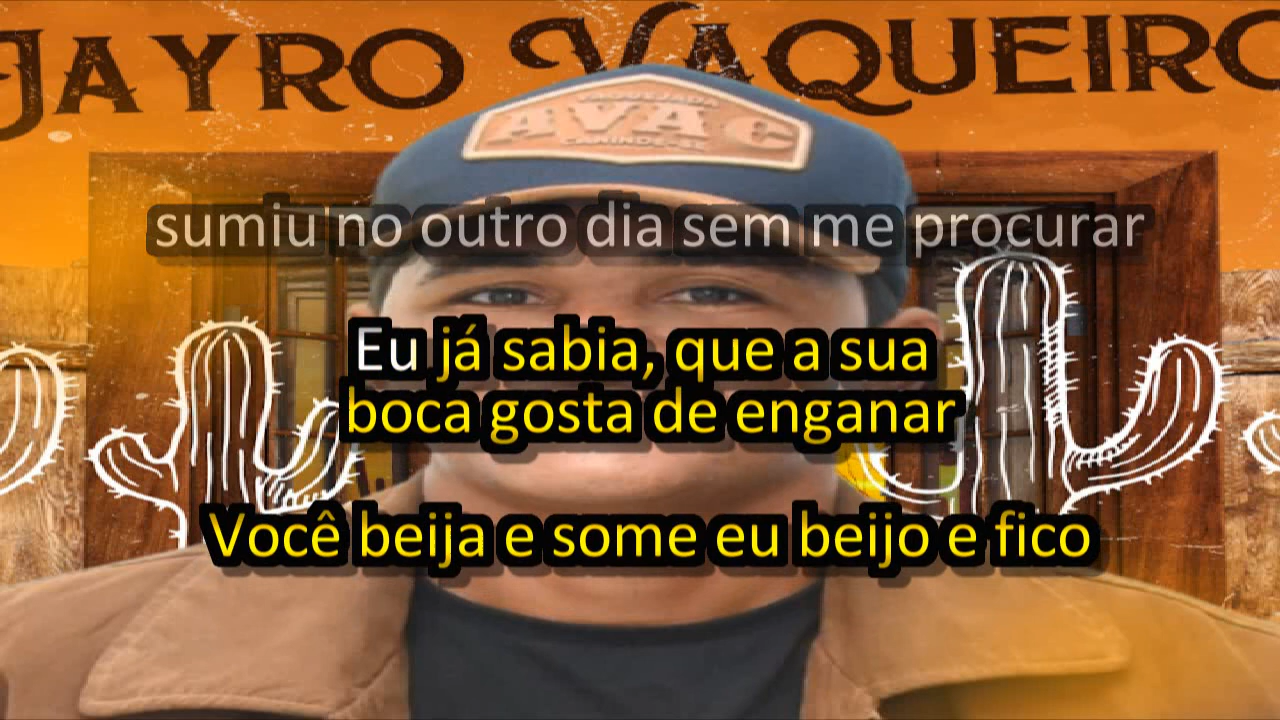 JAYRO VAQUEIRO
AVAC
sumiu no outro dia sem me procurar
Eu já sabia, que a sua
boca gosta de enganar
Você beija e some eu beijo e fico